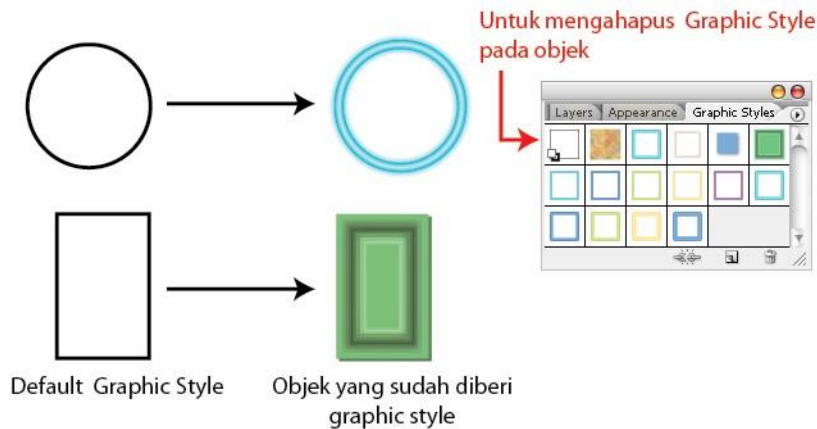 Untuk mengahapus Graphic Style
pada objek
Layers Appearance Graphic Styles
Default Graphic Style
Objek yang sudah diberi
graphic style